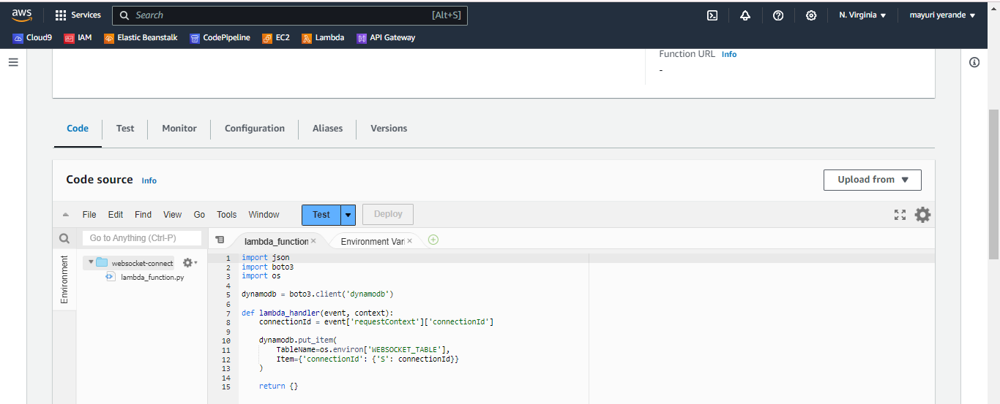 aws Services Search [Alt+S] N. Virginia mayuri yerande
Cloud9 IAM Elastic Beanstalk CodePipeline EC2 Lambda API Gateway
Function URL Info
-
Code Test Monitor Configuration Aliases Versions
Code source Info Upload from
File Edit Find View Go Tools Window Test Deploy
Go to Anything (Ctrl-P) lambda_function Environment Vari
Environment
websocket-connect
lambda_function.py
1 import json
2 import boto3
3 import os
4
5 dynamodb = boto3.client('dynamodb')
6
7 def lambda_handler(event, context):
8     connectionId = event['requestContext']['connectionId']
9
10     dynamodb.put_item(
11         TableName=os.environ['WEBSOCKET_TABLE'],
12         Item={'connectionId': {'S': connectionId}}
13     )
14
15     return {}